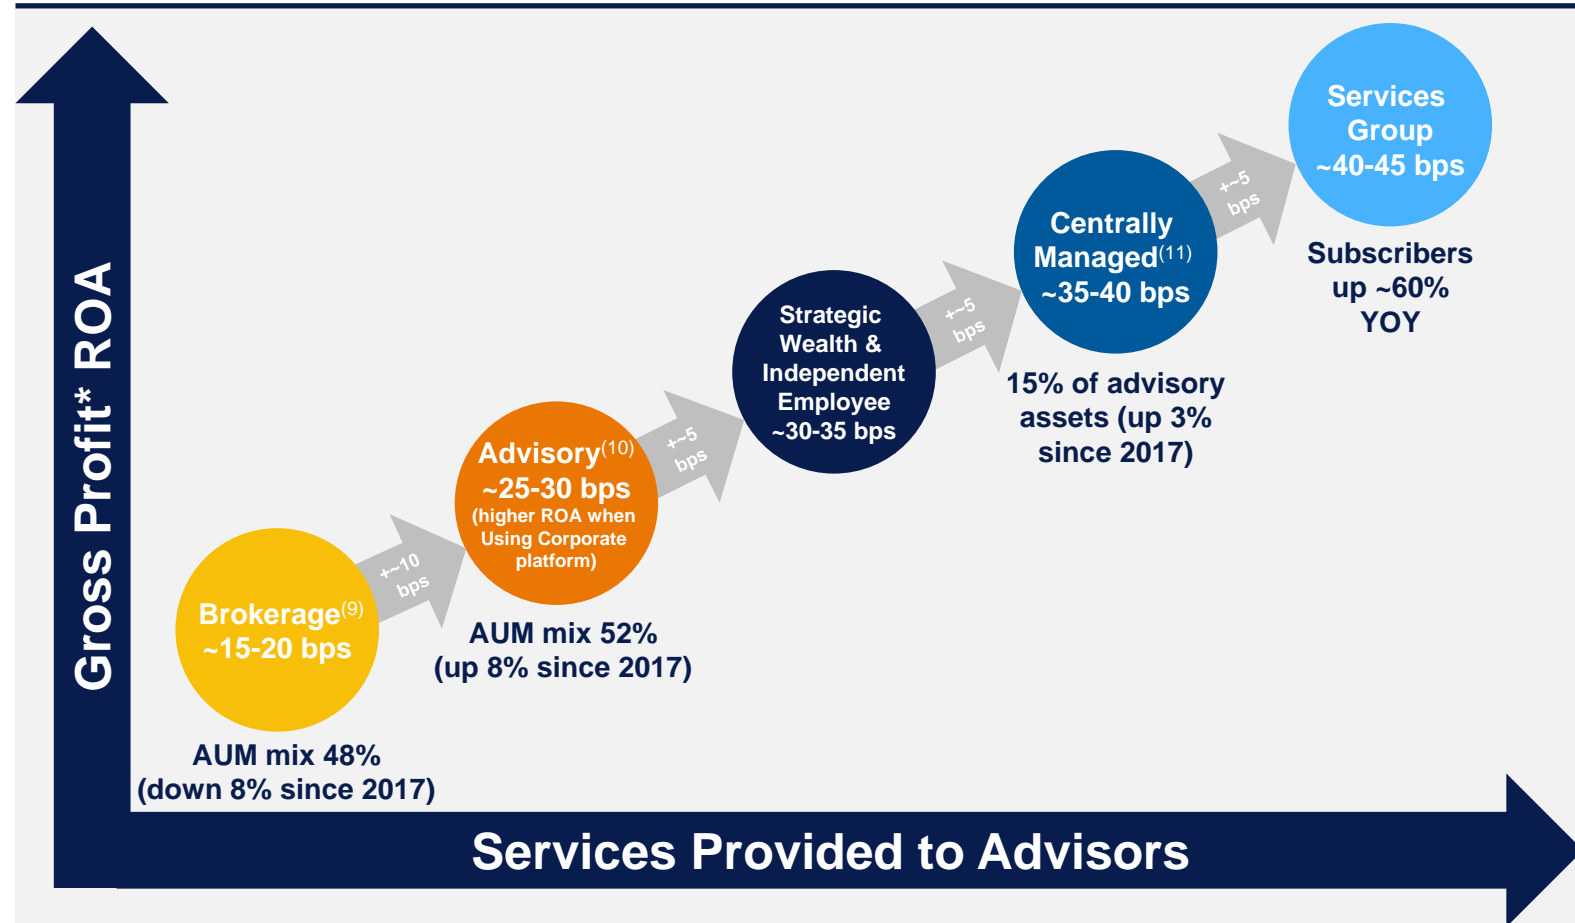 Gross Profit* ROA
Brokerage(9)
~15-20 bps
AUM mix 48%
(down 8% since 2017)
+~10
bps
Advisory(10)
~25-30 bps
(higher ROA when
Using Corporate
platform)
AUM mix 52%
(up 8% since 2017)
+~5
bps
Strategic
Wealth &
Independent
Employee
~30-35 bps
+~5
bps
Centrally
Managed(11)
~35-40 bps
15% of advisory
assets (up 3%
since 2017)
+~5
bps
Services
Group
~40-45 bps
Subscribers
up ~60%
YOY
Services Provided to Advisors